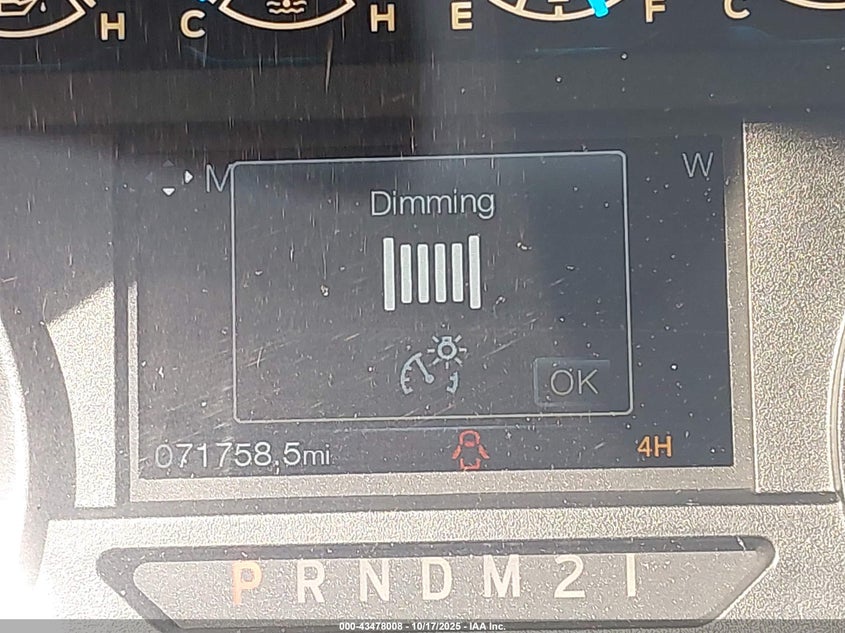 H C H E F C
M W
Dimming
OK
071758.5mi 4H
P R N D M 2 1
000-43478008 - 10/17/2025 - IAA Inc.